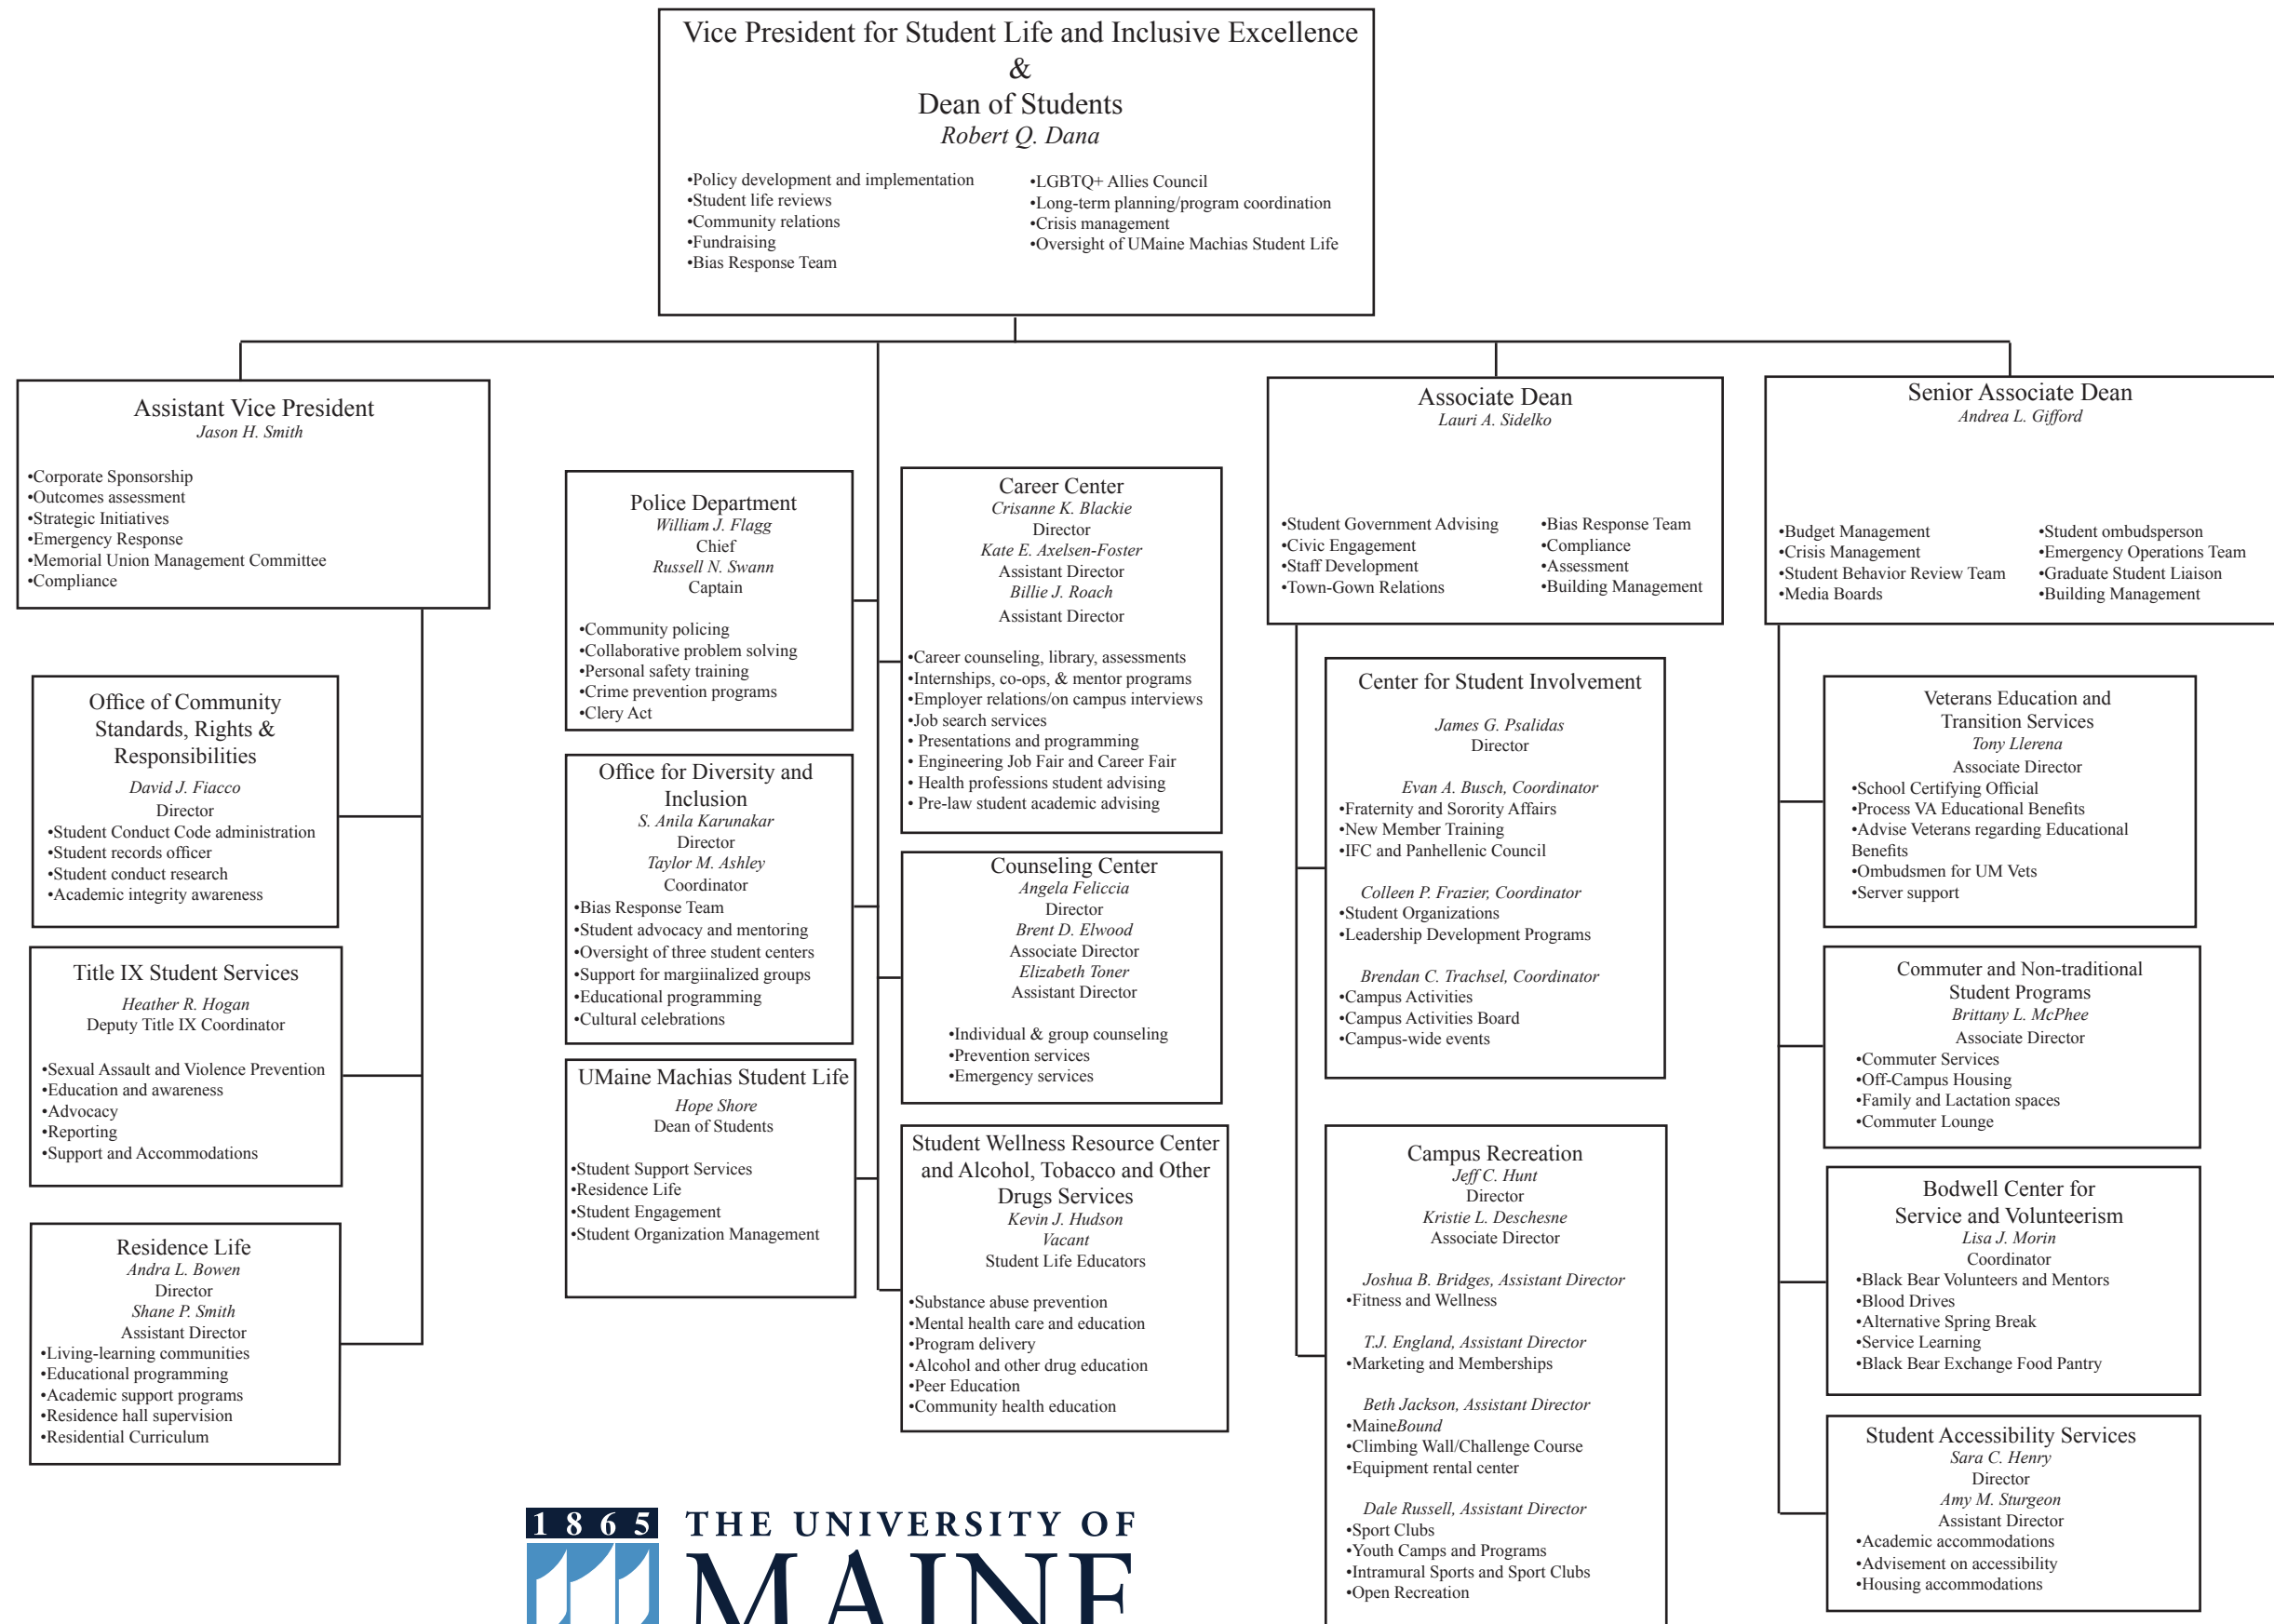 Vice President for Student Life and Inclusive Excellence
&
Dean of Students
Robert Q. Dana
•Policy development and implementation
•Student life reviews
•Community relations
•Fundraising
•Bias Response Team
•LGBTQ+ Allies Council
•Long-term planning/program coordination
•Crisis management
•Oversight of UMaine Machias Student Life
Assistant Vice President
Jason H. Smith
•Corporate Sponsorship
•Outcomes assessment
•Strategic Initiatives
•Emergency Response
•Memorial Union Management Committee
•Compliance
Office of Community
Standards, Rights &
Responsibilities
David J. Fiacco
Director
•Student Conduct Code administration
•Student records officer
•Student conduct research
•Academic integrity awareness
Title IX Student Services
Heather R. Hogan
Deputy Title IX Coordinator
•Sexual Assault and Violence Prevention
•Education and awareness
•Advocacy
•Reporting
•Support and Accommodations
Residence Life
Andra L. Bowen
Director
Shane P. Smith
Assistant Director
•Living-learning communities
•Educational programming
•Academic support programs
•Residence hall supervision
•Residential Curriculum
Police Department
William J. Flagg
Chief
Russell N. Swann
Captain
•Community policing
•Collaborative problem solving
•Personal safety training
•Crime prevention programs
•Clery Act
Office for Diversity and
Inclusion
S. Anila Karunakar
Director
Taylor M. Ashley
Coordinator
•Bias Response Team
•Student advocacy and mentoring
•Oversight of three student centers
•Support for margiinalized groups
•Educational programming
•Cultural celebrations
UMaine Machias Student Life
Hope Shore
Dean of Students
•Student Support Services
•Residence Life
•Student Engagement
•Student Organization Management
Career Center
Crisanne K. Blackie
Director
Kate E. Axelsen-Foster
Assistant Director
Billie J. Roach
Assistant Director
•Career counseling, library, assessments
•Internships, co-ops, & mentor programs
•Employer relations/on campus interviews
•Job search services
• Presentations and programming
• Engineering Job Fair and Career Fair
• Health professions student advising
• Pre-law student academic advising
Counseling Center
Angela Feliccia
Director
Brent D. Elwood
Associate Director
Elizabeth Toner
Assistant Director
•Individual & group counseling
•Prevention services
•Emergency services
Student Wellness Resource Center
and Alcohol, Tobacco and Other
Drugs Services
Kevin J. Hudson
Vacant
Student Life Educators
•Substance abuse prevention
•Mental health care and education
•Program delivery
•Alcohol and other drug education
•Peer Education
•Community health education
Associate Dean
Lauri A. Sidelko
•Student Government Advising
•Civic Engagement
•Staff Development
•Town-Gown Relations
•Bias Response Team
•Compliance
•Assessment
•Building Management
Center for Student Involvement
James G. Psalidas
Director
Evan A. Busch, Coordinator
•Fraternity and Sorority Affairs
•New Member Training
•IFC and Panhellenic Council
Colleen P. Frazier, Coordinator
•Student Organizations
•Leadership Development Programs
Brendan C. Trachsel, Coordinator
•Campus Activities
•Campus Activities Board
•Campus-wide events
Campus Recreation
Jeff C. Hunt
Director
Kristie L. Deschesne
Associate Director
Joshua B. Bridges, Assistant Director
•Fitness and Wellness
T.J. England, Assistant Director
•Marketing and Memberships
Beth Jackson, Assistant Director
•MaineBound
•Climbing Wall/Challenge Course
•Equipment rental center
Dale Russell, Assistant Director
•Sport Clubs
•Youth Camps and Programs
•Intramural Sports and Sport Clubs
•Open Recreation
Senior Associate Dean
Andrea L. Gifford
•Budget Management
•Crisis Management
•Student Behavior Review Team
•Media Boards
•Student ombudsperson
•Emergency Operations Team
•Graduate Student Liaison
•Building Management
Veterans Education and
Transition Services
Tony Llerena
Associate Director
•School Certifying Official
•Process VA Educational Benefits
•Advise Veterans regarding Educational
Benefits
•Ombudsmen for UM Vets
•Server support
Commuter and Non-traditional
Student Programs
Brittany L. McPhee
Associate Director
•Commuter Services
•Off-Campus Housing
•Family and Lactation spaces
•Commuter Lounge
Bodwell Center for
Service and Volunteerism
Lisa J. Morin
Coordinator
•Black Bear Volunteers and Mentors
•Blood Drives
•Alternative Spring Break
•Service Learning
•Black Bear Exchange Food Pantry
Student Accessibility Services
Sara C. Henry
Director
Amy M. Sturgeon
Assistant Director
•Academic accommodations
•Advisement on accessibility
•Housing accommodations
1865
THE UNIVERSITY OF
MAINE